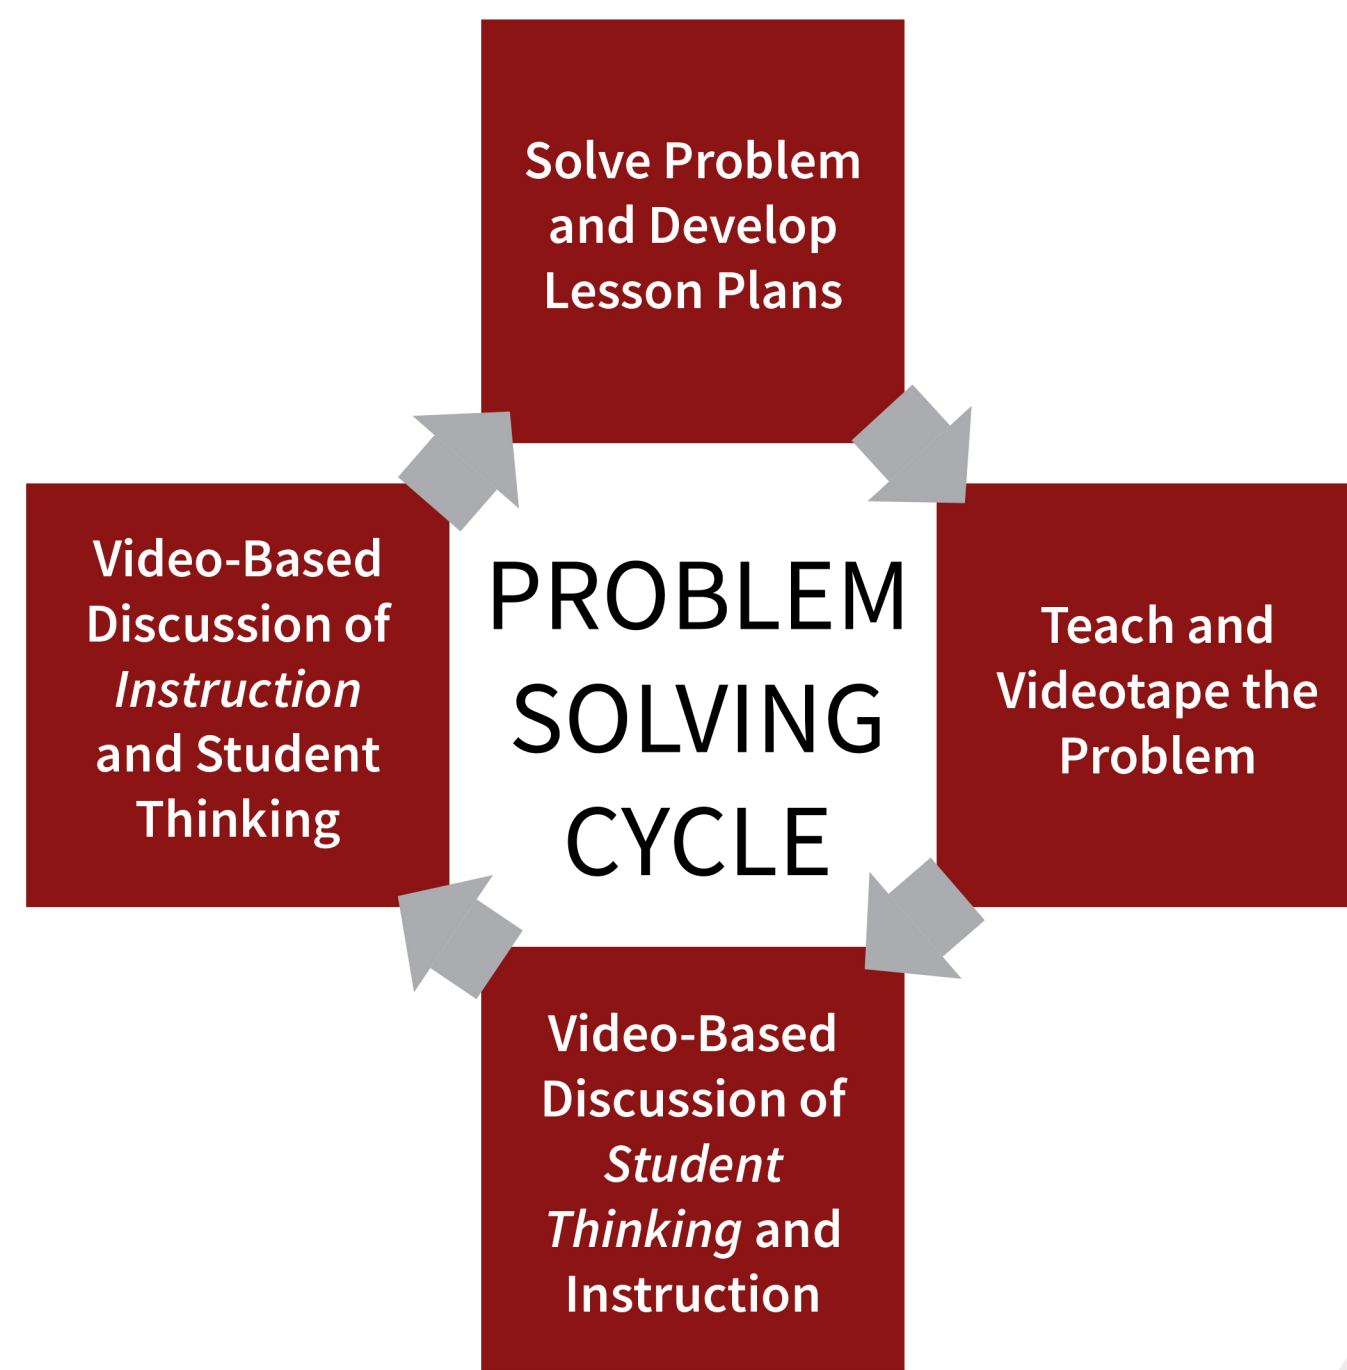 Solve Problem
and Develop
Lesson Plans
Video-Based
Discussion of
Instruction
and Student
Thinking
PROBLEM
SOLVING
CYCLE
Teach and
Videotape the
Problem
Video-Based
Discussion of
Student
Thinking and
Instruction